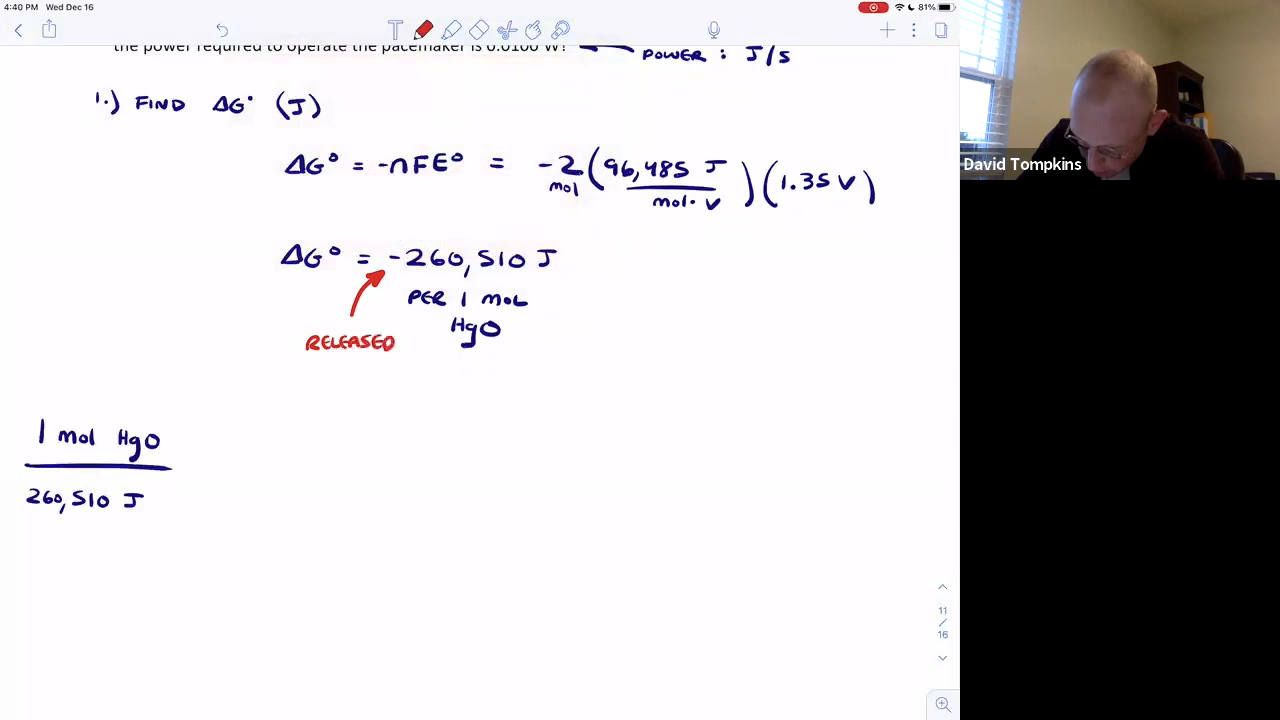 4:40 PM Wed Dec 16
81%
the power required to operate the pacemaker is 0.0100 W?
POWER : J/S
1.) FIND ΔG° (J)
ΔG° = -nFE° = -2 mol (96,485 J / mol· V) (1.35 V)
ΔG° = -260,510 J
PER 1 MOL
HgO
RELEASED
1 mol HgO
260,510 J
11
/
16
David Tompkins